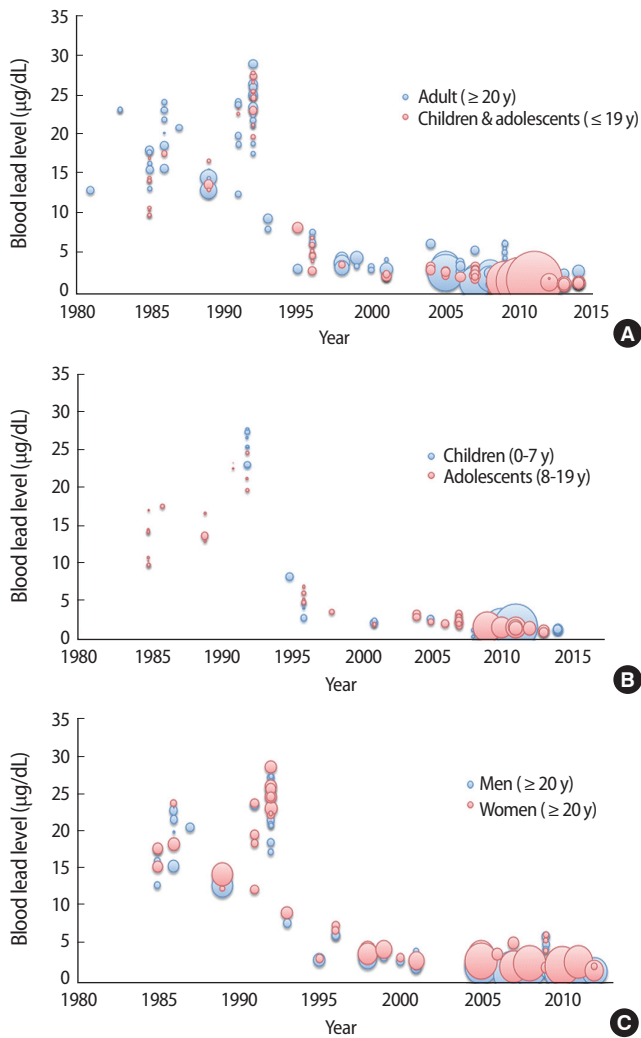 35
30
25
20
15
10
5
0
Blood lead level (μg/dL)
Adult (≥ 20 y)
Children & adolescents (≤ 19 y)
1980 1985 1990 1995 2000 2005 2010 2015
Year
A
35
30
25
20
15
10
5
0
Blood lead level (μg/dL)
Children (0-7 y)
Adolescents (8-19 y)
1980 1985 1990 1995 2000 2005 2010 2015
Year
B
35
30
25
20
15
10
5
0
Blood lead level (μg/dL)
Men (≥ 20 y)
Women (≥ 20 y)
1980 1985 1990 1995 2000 2005 2010
Year
C